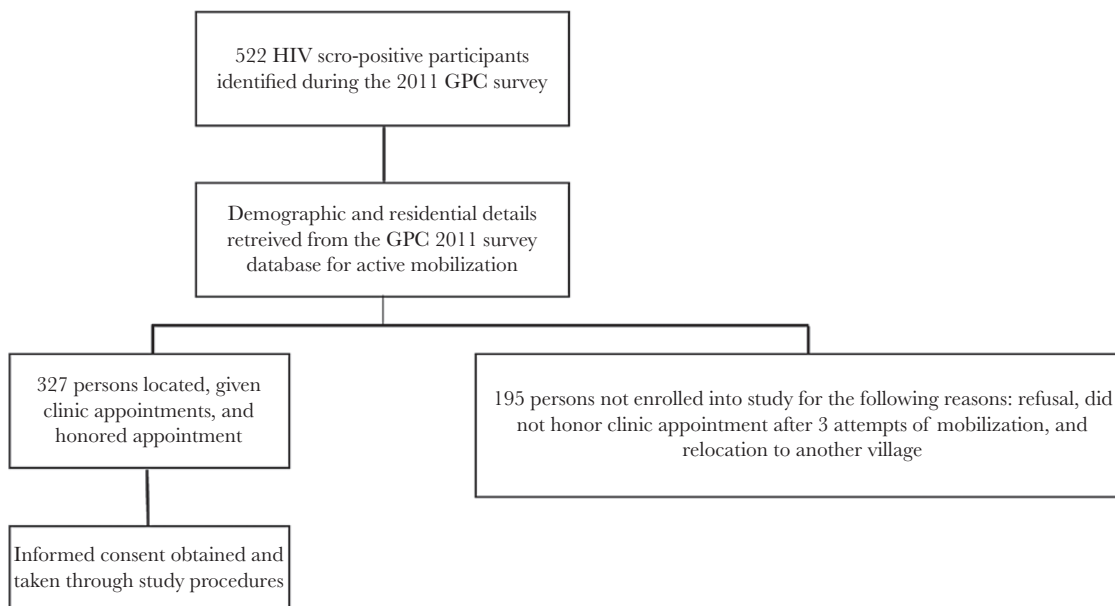 522 HIV scro-positive participants
identified during the 2011 GPC survey
Demographic and residential details
retreived from the GPC 2011 survey
database for active mobilization
327 persons located, given
clinic appointments, and
honored appointment
195 persons not enrolled into study for the following reasons: refusal, did
not honor clinic appointment after 3 attempts of mobilization, and
relocation to another village
Informed consent obtained and
taken through study procedures